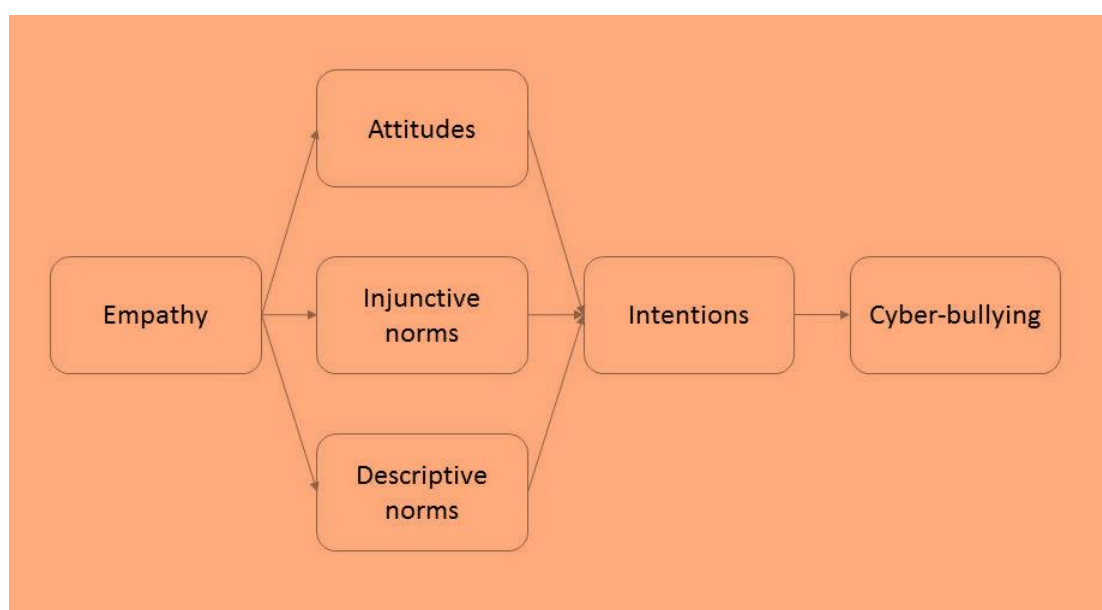 Attitudes
Empathy
Injunctive
norms
Intentions
Cyber-bullying
Descriptive
norms